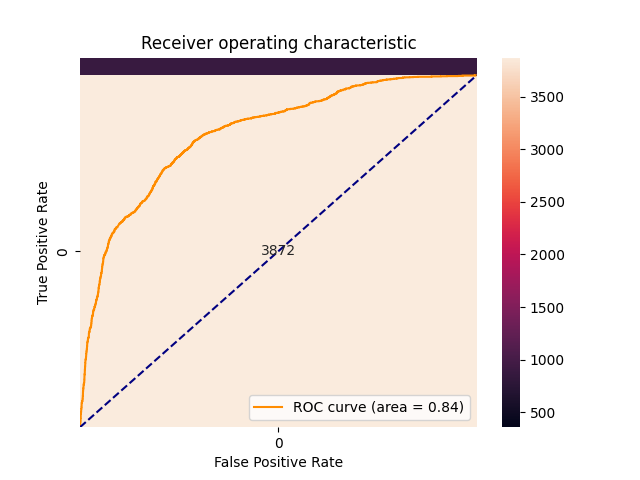 Receiver operating characteristic
True Positive Rate
0
3872
ROC curve (area = 0.84)
0
False Positive Rate
3500
3000
2500
2000
1500
1000
500